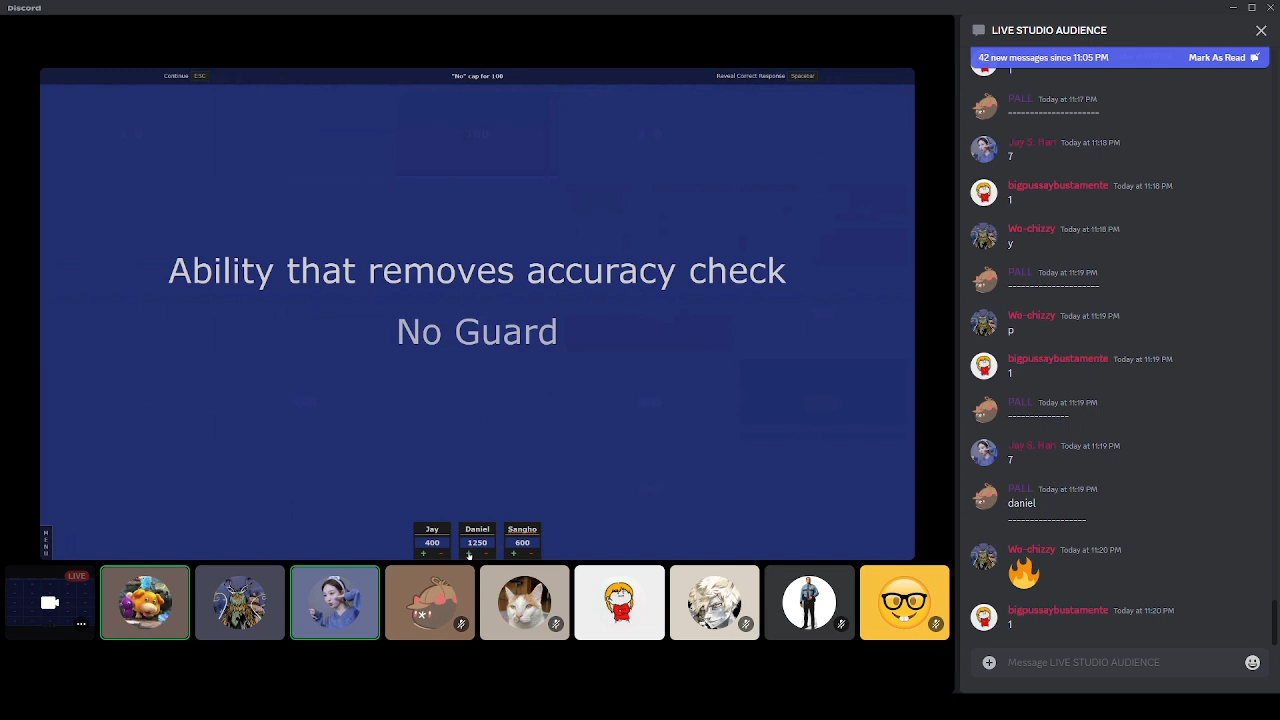 Discord
Continue ESC
"No" cap for 100
Reveal Correct Response Spacebar
100
Ability that removes accuracy check
No Guard
MENU
Jay
400
+ -
Daniel
1250
+ -
Sangho
600
+ -
LIVE
LIVE STUDIO AUDIENCE
42 new messages since 11:05 PM Mark As Read
1
PALL Today at 11:17 PM
---------------------
Jay S. Han Today at 11:18 PM
7
bigpussaybustamente Today at 11:18 PM
1
Wo-chizzy Today at 11:18 PM
y
PALL Today at 11:19 PM
---------------------
Wo-chizzy Today at 11:19 PM
p
bigpussaybustamente Today at 11:19 PM
1
PALL Today at 11:19 PM
--------------
Jay S. Han Today at 11:19 PM
7
PALL Today at 11:19 PM
daniel
------------------
Wo-chizzy Today at 11:20 PM
🔥
bigpussaybustamente Today at 11:20 PM
1
Message LIVE STUDIO AUDIENCE